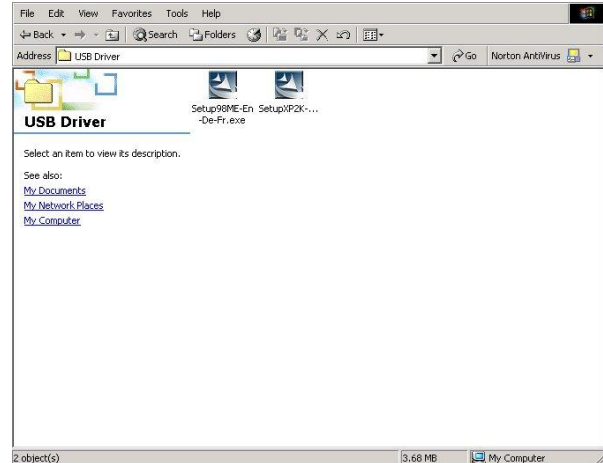 File Edit View Favorites Tools Help
Back Search Folders
Address USB Driver Go Norton AntiVirus
USB Driver
Select an item to view its description.
See also:
My Documents
My Network Places
My Computer
Setup98ME-En
-De-Fr.exe
SetupXP2K-...
2 object(s) 3.68 MB My Computer